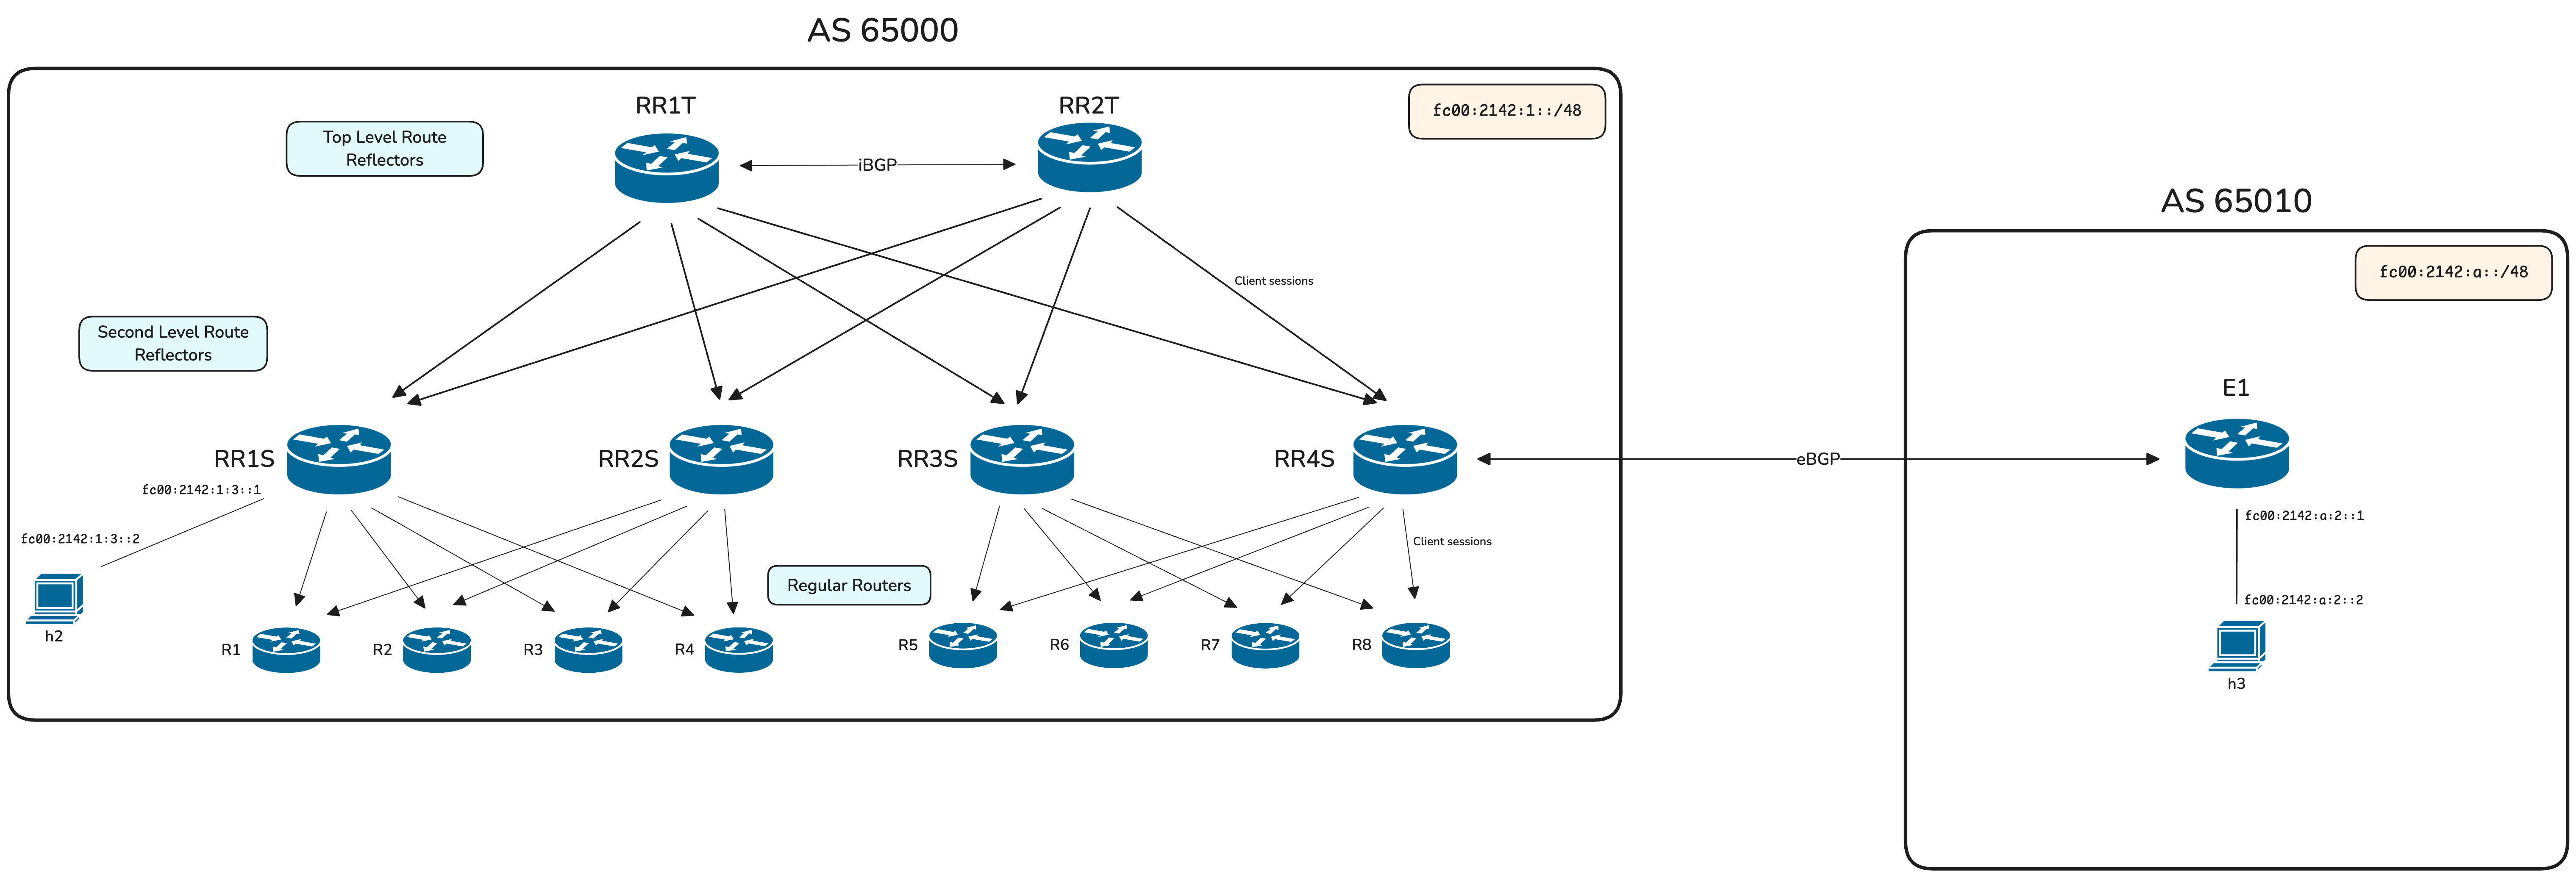 AS 65000
RR1T
RR2T
fc00:2142:1::/48
Top Level Route
Reflectors
iBGP
AS 65010
fc00:2142:a::/48
Client sessions
Second Level Route
Reflectors
E1
RR1S
RR2S
RR3S
RR4S
eBGP
fc00:2142:1:3::1
fc00:2142:1:3::2
fc00:2142:a:2::1
Client sessions
Regular Routers
fc00:2142:a:2::2
h2
R1
R2
R3
R4
R5
R6
R7
R8
h3